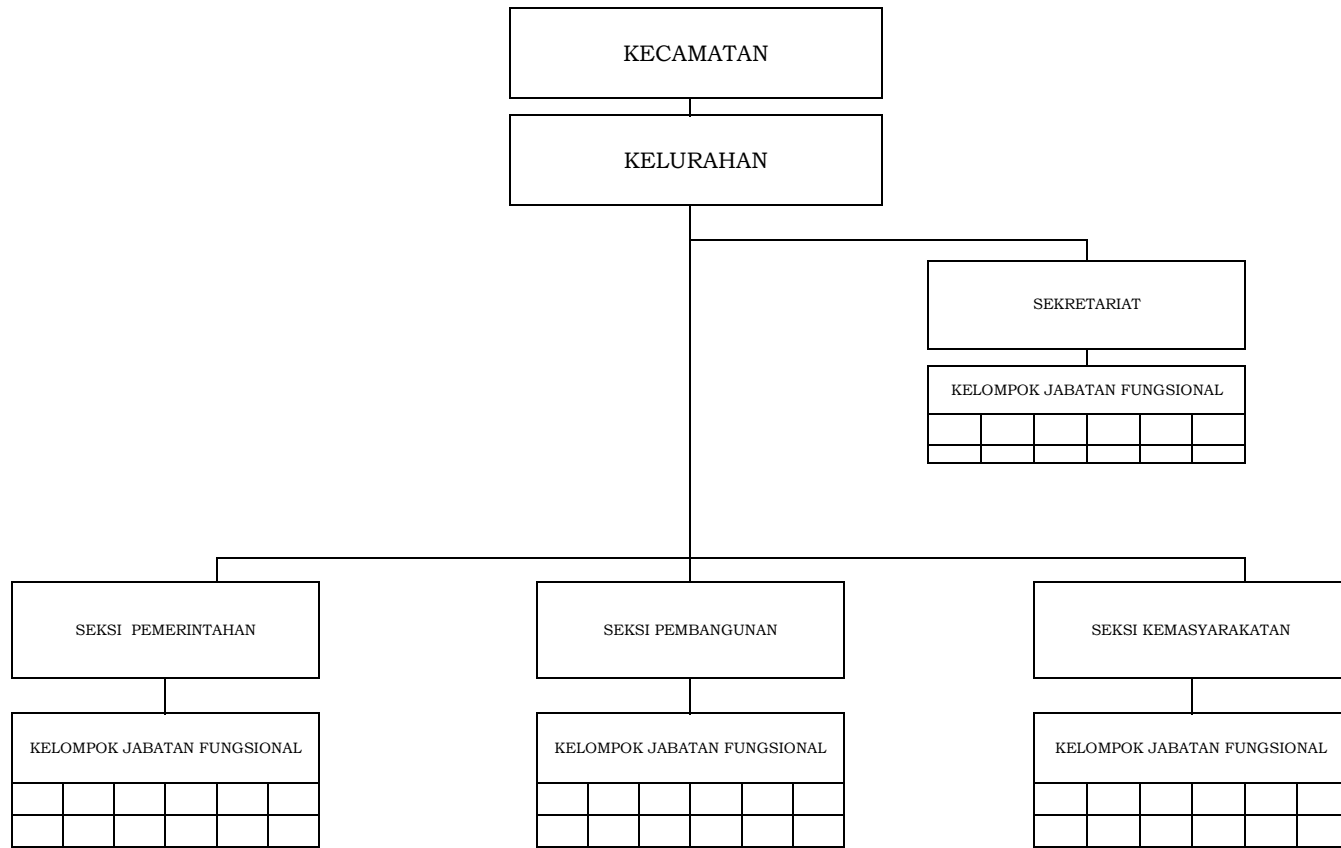 KECAMATAN
KELURAHAN
SEKRETARIAT
KELOMPOK JABATAN FUNGSIONAL
SEKSI PEMERINTAHAN
SEKSI PEMBANGUNAN
SEKSI KEMASYARAKATAN
KELOMPOK JABATAN FUNGSIONAL
KELOMPOK JABATAN FUNGSIONAL
KELOMPOK JABATAN FUNGSIONAL